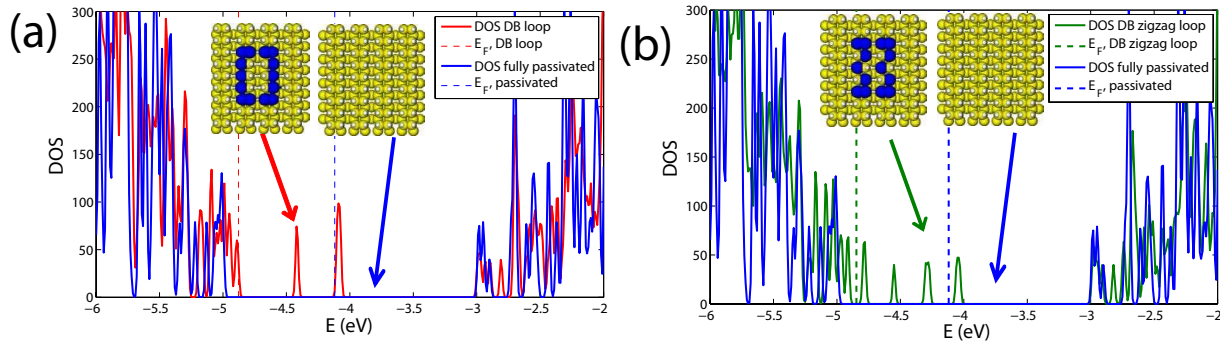 (a)
DOS DB loop
E_F, DB loop
DOS fully passivated
E_F, passivated
300
250
200
150
100
50
0
DOS
−6
−5.5
−5
−4.5
−4
−3.5
−3
−2.5
−2
E (eV)
(b)
DOS DB zigzag loop
E_F, DB zigzag loop
DOS fully passivated
E_F, passivated
300
250
200
150
100
50
0
DOS
−6
−5.5
−5
−4.5
−4
−3.5
−3
−2.5
−2
E (eV)